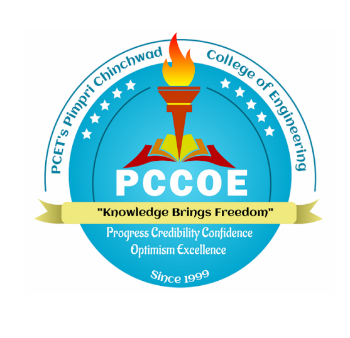 PCET's Pimpri Chinchwad College of Engineering
PCCOE
"Knowledge Brings Freedom"
Progress Credibility Confidence
Optimism Excellence
Since 1999